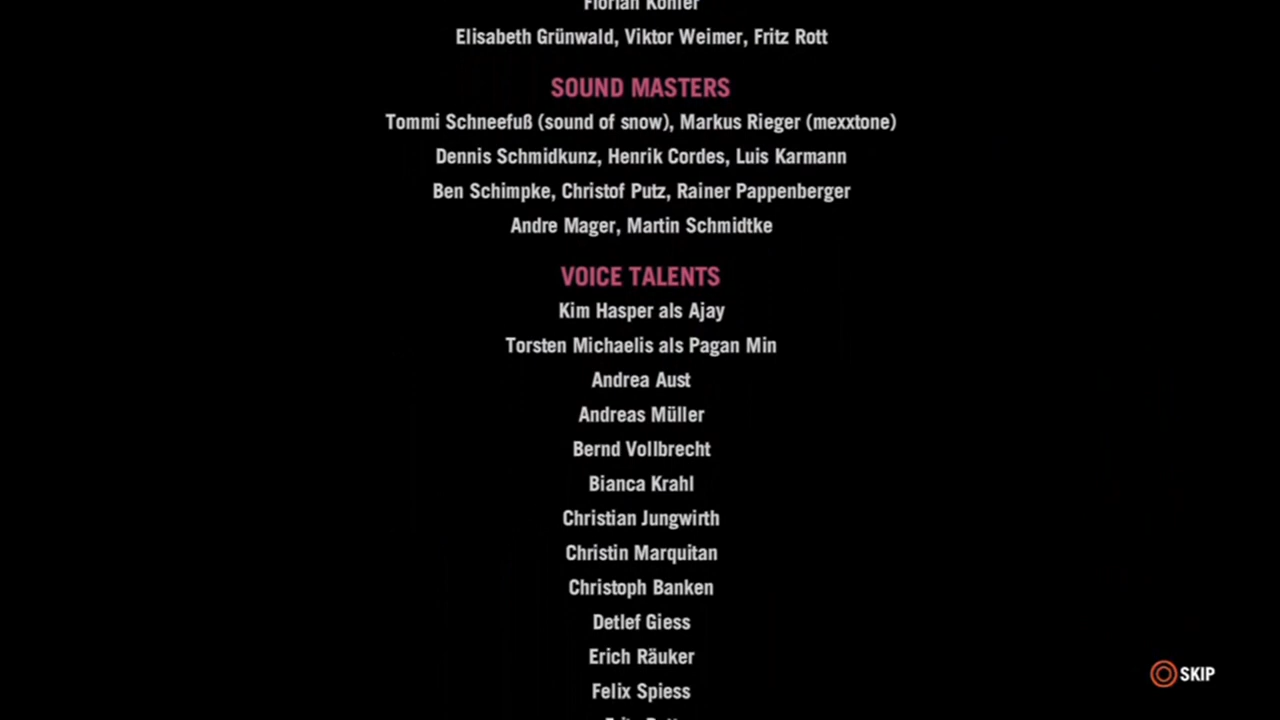 Florian Köhler
Elisabeth Grünwald, Viktor Weimer, Fritz Rott
SOUND MASTERS
Tommi Schneefuß (sound of snow), Markus Rieger (mexxtone)
Dennis Schmidkunz, Henrik Cordes, Luis Karmann
Ben Schimpke, Christof Putz, Rainer Pappenberger
Andre Mager, Martin Schmidtke
VOICE TALENTS
Kim Hasper als Ajay
Torsten Michaelis als Pagan Min
Andrea Aust
Andreas Müller
Bernd Vollbrecht
Bianca Krahl
Christian Jungwirth
Christin Marquitan
Christoph Banken
Detlef Giess
Erich Räuker
Felix Spiess
SKIP